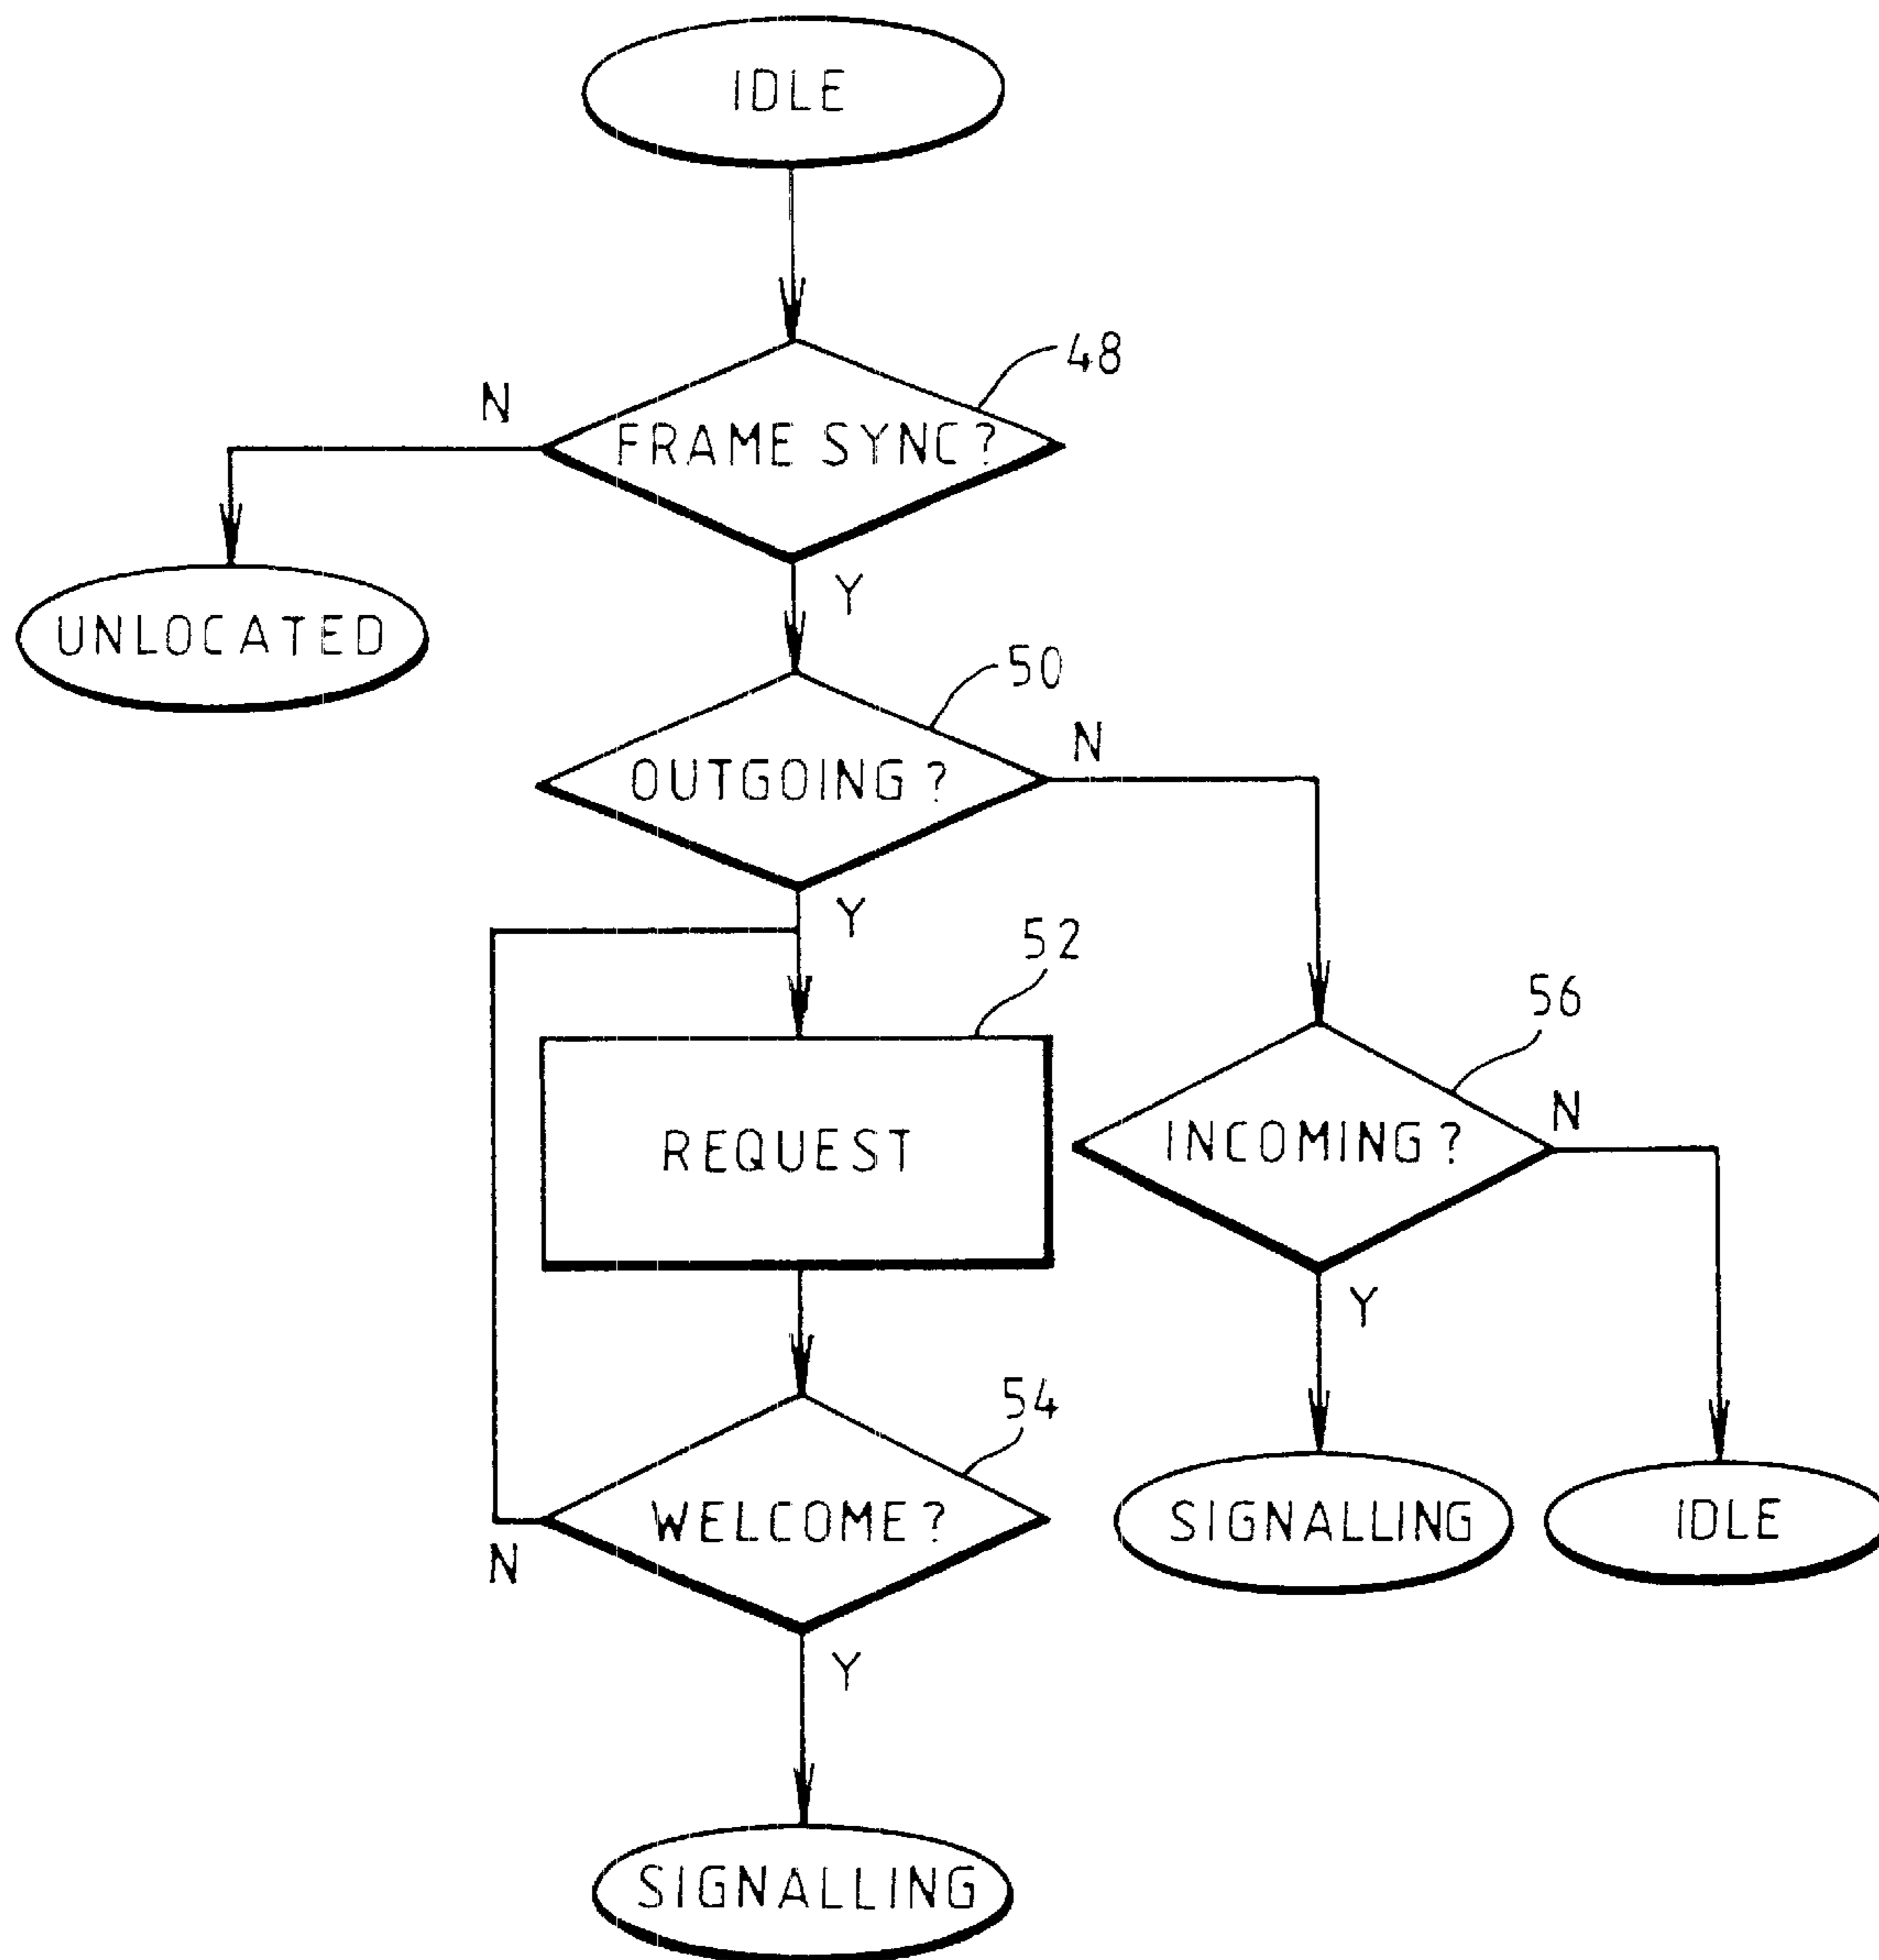 IDLE
48
N
FRAME SYNC?
Y
UNLOCATED
50
N
OUTGOING?
Y
52
56
N
REQUEST
INCOMING?
Y
54
WELCOME?
N
SIGNALLING
IDLE
Y
SIGNALLING